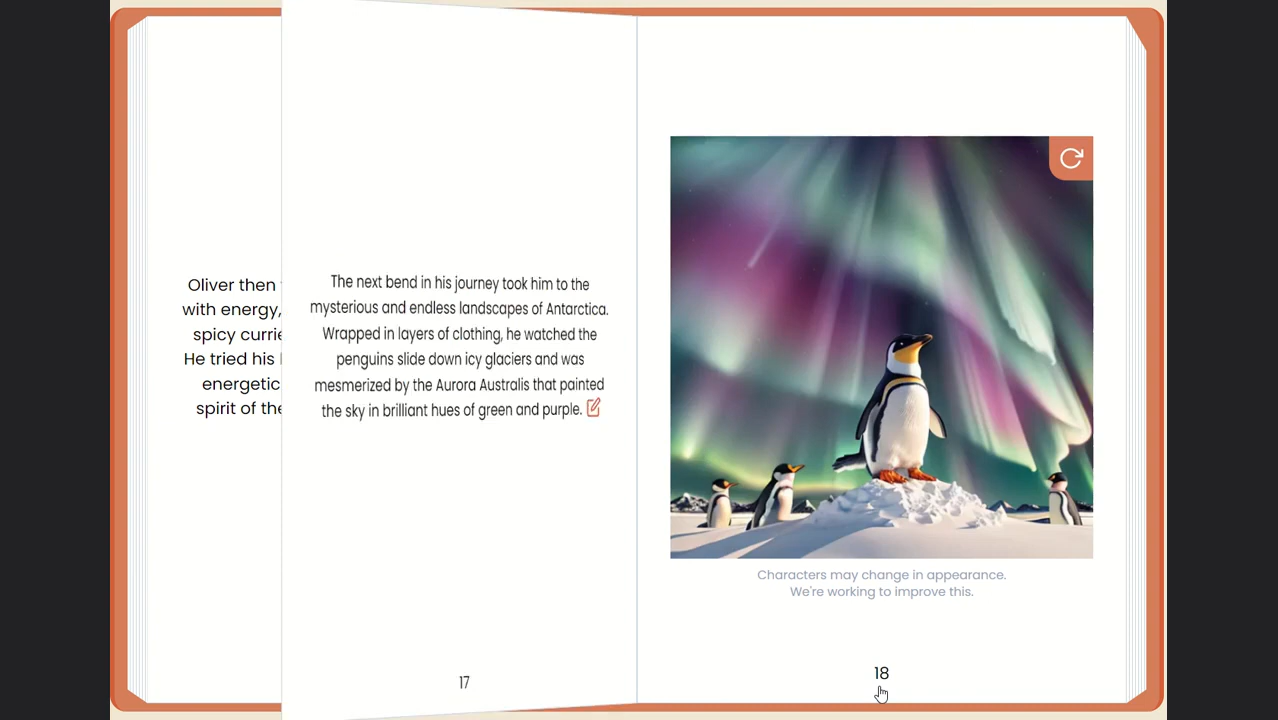 Oliver then
with energy,
spicy curri
He tried his
energetic
spirit of the
The next bend in his journey took him to the
mysterious and endless landscapes of Antarctica.
Wrapped in layers of clothing, he watched the
penguins slide down icy glaciers and was
mesmerized by the Aurora Australis that painted
the sky in brilliant hues of green and purple.
17
Characters may change in appearance.
We're working to improve this.
18